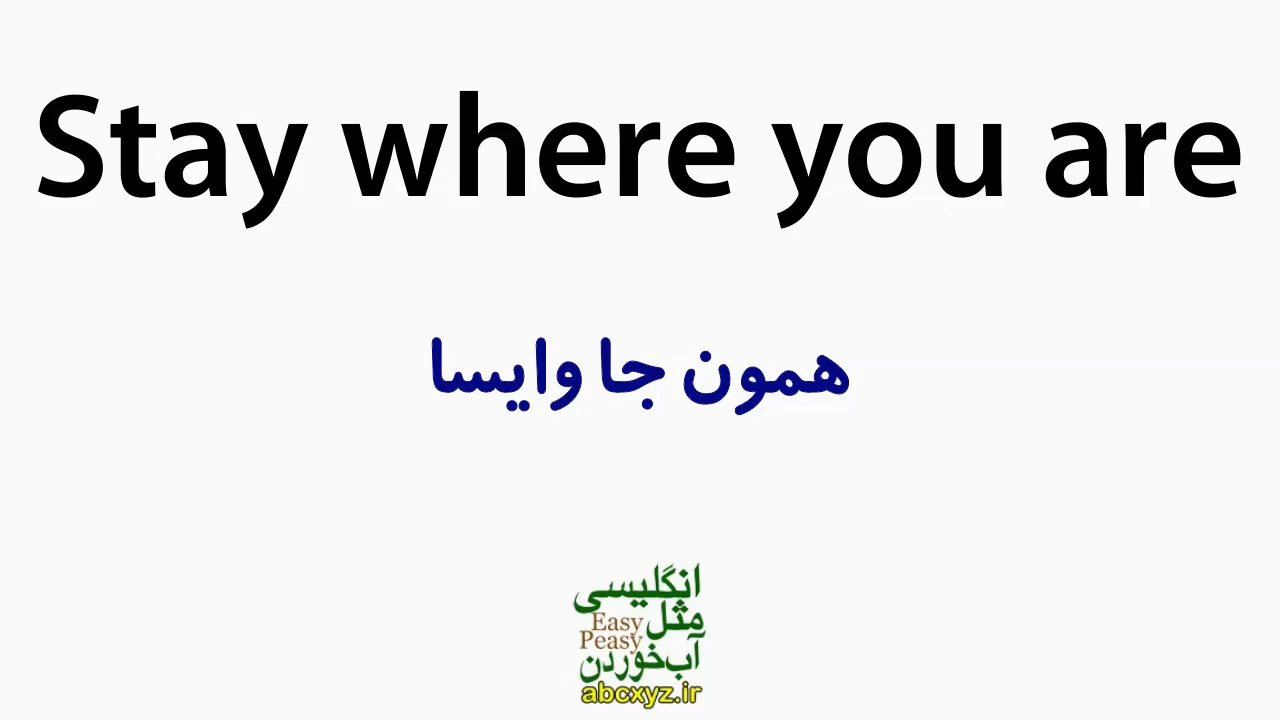 Stay where you are
همون جا وایسا
انگلیسی
مثل Easy
Peasy
آب‌خوردن
abcxyz.ir